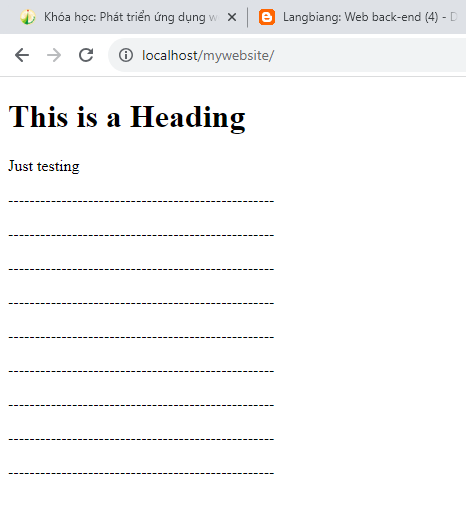 Khóa học: Phát triển ứng dụng w
Langbiang: Web back-end (4) - D
localhost/mywebsite/
This is a Heading
Just testing
--------------------------------------------------
--------------------------------------------------
--------------------------------------------------
--------------------------------------------------
--------------------------------------------------
--------------------------------------------------
--------------------------------------------------
--------------------------------------------------
--------------------------------------------------